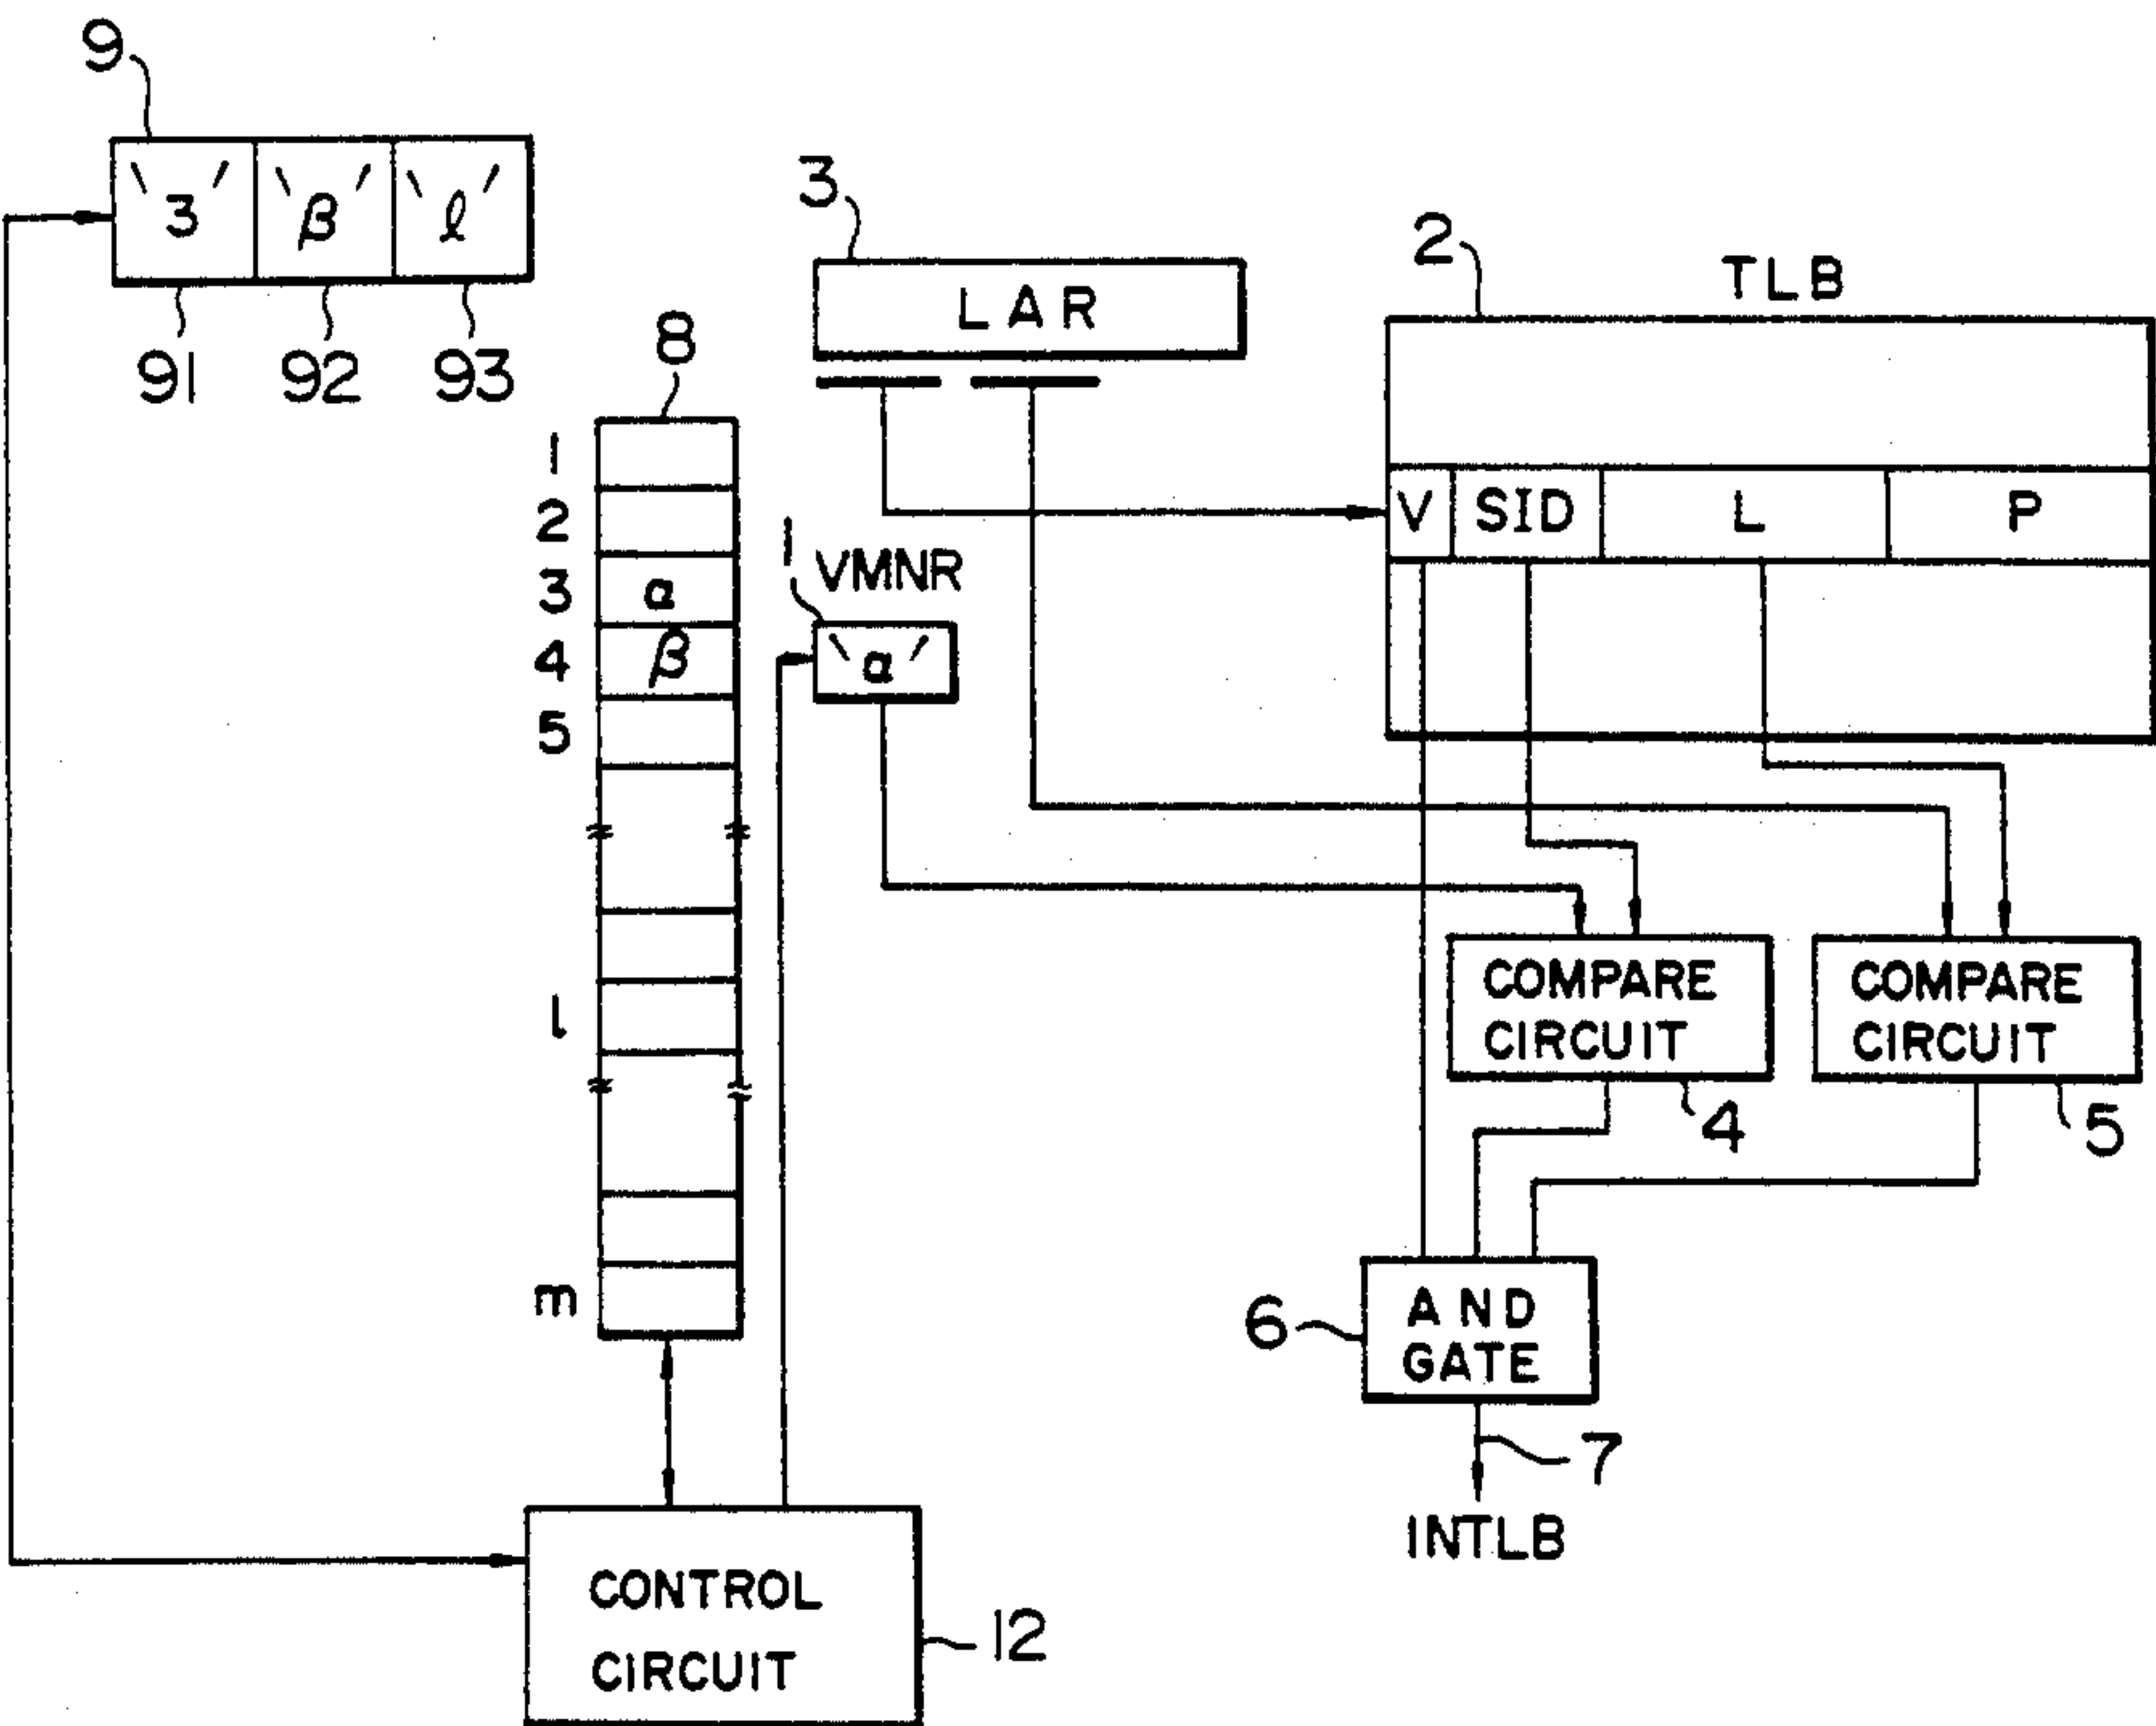 9
‵3′ ‵β′ ‵ℓ′
91 92 93
3
LAR
2
TLB
V SID L P
8
1
2
3 α
4 β
5
l
m
1
VMNR
‵α′
COMPARE
CIRCUIT
4
COMPARE
CIRCUIT
5
6
AND
GATE
7
INTLB
CONTROL
CIRCUIT
12